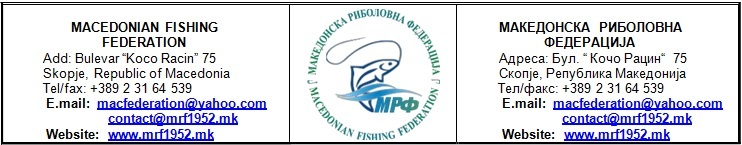 MACEDONIAN FISHING
FEDERATION
Add: Bulevar “Koco Racin” 75
Skopje, Republic of Macedonia
Tel/fax: +389 2 31 64 539
E.mail: macfederation@yahoo.com
contact@mrf1952.mk
Website: www.mrf1952.mk
МАКЕДОНСКА РИБОЛОВНА ФЕДЕРАЦИЈА
МРФ
MACEDONIAN FISHING FEDERATION
МАКЕДОНСКА РИБОЛОВНА
ФЕДЕРАЦИЈА
Адреса: Бул. “ Кочо Рацин“ 75
Скопје, Република Македонија
Тел/факс: +389 2 31 64 539
E.mail: macfederation@yahoo.com
contact@mrf1952.mk
Website: www.mrf1952.mk